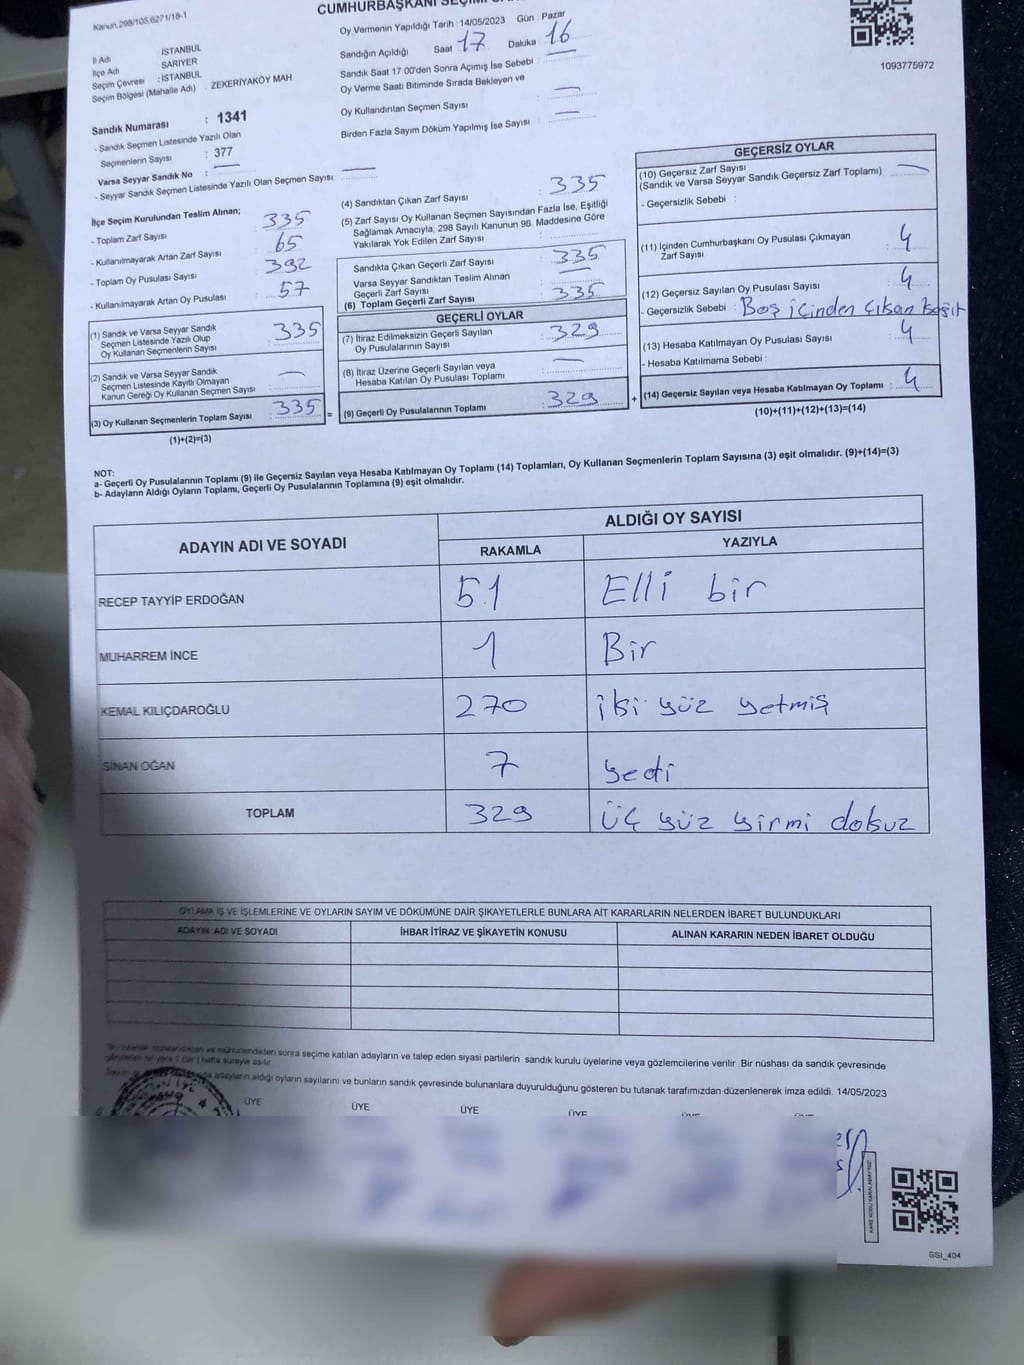 Kanun 298/105,6271/18-1
CUMHURBAŞKANI
İl Adı : İSTANBUL
İlçe Adı : SARIYER
Seçim Çevresi : İSTANBUL
Seçim Bölgesi (Mahalle Adı) : ZEKERİYAKÖY MAH
Sandık Numarası : 1341
- Sandık Seçmen Listesinde Yazılı Olan
Seçmenlerin Sayısı : 377
Varsa Seyyar Sandık No : —
- Seyyar Sandık Seçmen Listesinde Yazılı Olan Seçmen Sayısı: —
Oy Vermenin Yapıldığı Tarih : 14/05/2023 Gün : Pazar
Sandığın Açıldığı Saat 17 Dakika 16
Sandık Saat 17:00'den Sonra Açımış İse Sebebi : —
Oy Verme Saati Bitiminde Sırada Bekleyen ve
Oy Kullandırılan Seçmen Sayısı : —
Birden Fazla Sayım Döküm Yapılmış İse Sayısı : —
1093775972
İlçe Seçim Kurulundan Teslim Alınan;
- Toplam Zarf Sayısı : 335
- Kullanılmayarak Artan Zarf Sayısı : 65
- Toplam Oy Pusulası Sayısı : 392
- Kullanılmayarak Artan Oy Pusulası : 57
(1) Sandık ve Varsa Seyyar Sandık
Seçmen Listesinde Yazılı Olup
Oy Kullanan Seçmenlerin Sayısı : 335
(2) Sandık ve Varsa Seyyar Sandık
Seçmen Listesinde Kayıtlı Olmayan
Kanun Gereği Oy Kullanan Seçmen Sayısı : —
(3) Oy Kullanan Seçmenlerin Toplam Sayısı : 335 =
(1)+(2)=(3)
(4) Sandıktan Çıkan Zarf Sayısı : 335
(5) Zarf Sayısı Oy Kullanan Seçmen Sayısından Fazla İse, Eşitliği
Sağlamak Amacıyla, 298 Sayılı Kanunun 98. Maddesine Göre
Yakılarak Yok Edilen Zarf Sayısı :
Sandıkta Çıkan Geçerli Zarf Sayısı : 335
Varsa Seyyar Sandıktan Teslim Alınan
Geçerli Zarf Sayısı : —
(6) Toplam Geçerli Zarf Sayısı : 335
GEÇERLİ OYLAR
(7) İtiraz Edilmeksizin Geçerli Sayılan
Oy Pusulalarının Sayısı : 329
(8) İtiraz Üzerine Geçerli Sayılan veya
Hesaba Katılan Oy Pusulası Toplamı : —
(9) Geçerli Oy Pusulalarının Toplamı : 329 +
GEÇERSİZ OYLAR
(10) Geçersiz Zarf Sayısı
(Sandık ve Varsa Seyyar Sandık Geçersiz Zarf Toplamı) : —
- Geçersizlik Sebebi :
(11) İçinden Cumhurbaşkanı Oy Pusulası Çıkmayan
Zarf Sayısı : 4
(12) Geçersiz Sayılan Oy Pusulası Sayısı : 4
- Geçersizlik Sebebi : Boş içinden çıkan kağıt
(13) Hesaba Katılmayan Oy Pusulası Sayısı : 4
- Hesaba Katılmama Sebebi :
(14) Geçersiz Sayılan veya Hesaba Katılmayan Oy Toplamı : 4
(10)+(11)+(12)+(13)=(14)
NOT:
a- Geçerli Oy Pusulalarının Toplamı (9) ile Geçersiz Sayılan veya Hesaba Katılmayan Oy Toplamı (14) Toplamları, Oy Kullanan Seçmenlerin Toplam Sayısına (3) eşit olmalıdır. (9)+(14)=(3)
b- Adayların Aldığı Oyların Toplamı, Geçerli Oy Pusulalarının Toplamına (9) eşit olmalıdır.
ADAYIN ADI VE SOYADI ALDIĞI OY SAYISI
RAKAMLA YAZIYLA
RECEP TAYYİP ERDOĞAN 51 Elli bir
MUHARREM İNCE 1 Bir
KEMAL KILIÇDAROĞLU 270 iki yüz yetmiş
SİNAN OĞAN 7 yedi
TOPLAM 329 Üç yüz yirmi dokuz
OYLAMA İŞ VE İŞLEMLERİNE VE OYLARIN SAYIM VE DÖKÜMÜNE DAİR ŞİKAYETLERLE BUNLARA AİT KARARLARIN NELERDEN İBARET BULUNDUKLARI
ADAYIN ADI VE SOYADI İHBAR İTİRAZ VE ŞİKAYETİN KONUSU ALINAN KARARIN NEDEN İBARET OLDUĞU
sonra seçime katılan adayların ve talep eden siyasi partilerin sandık kurulu üyelerine veya gözlemcilerine verilir. Bir nüshası da sandık çevresinde
hafta süreyle asılır.
adayların aldığı oyların sayılarını ve bunların sandık çevresinde bulunanlara duyurulduğunu gösteren bu tutanak tarafımızdan düzenlenerek imza edildi. 14/05/2023
ÜYE ÜYE ÜYE ÜYE
SSI_404